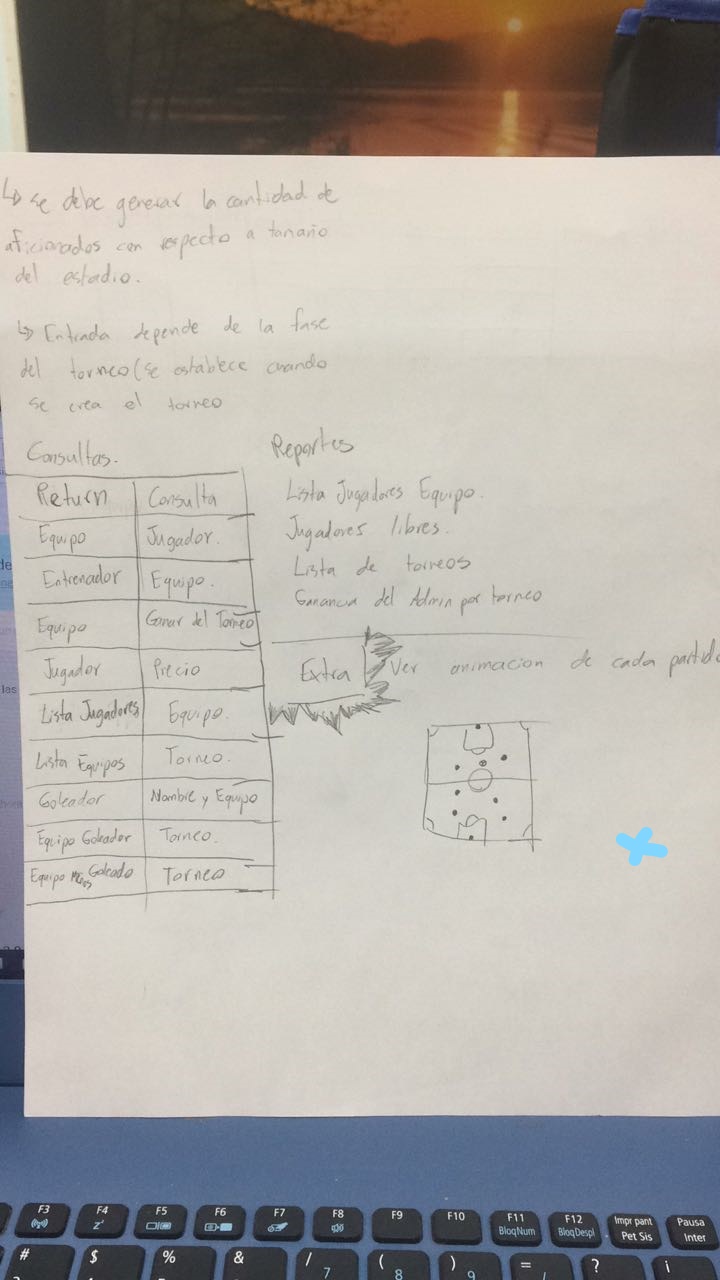 ↳ se debe generar la cantidad de
aficionados con respecto a tamaño
del estadio.
↳ Entrada depende de la fase
del torneo (se establece cuando
se crea el torneo
Consultas.
Return Consulta
Equipo Jugador.
Entrenador Equipo.
Equipo Ganar del Torneo
Jugador Precio
Lista Jugadores Equipo.
Lista Equipos Torneo.
Goleador Nombre y Equipo
Equipo Goleador Torneo.
Equipo Menos Goleado Torneo
Reportes
Lista Jugadores Equipo.
Jugadores libres.
Lista de torneos
Ganancia del Admin por torneo
Extra Ver animacion de cada partido
F3 F4 F5 F6 F7 F8 F9 F10 F11 F12 Impr pant Pausa
z BloqNum BloqDespl Pet Sis Inter
# $ % & / ( ) = ? ¡
7 8 9